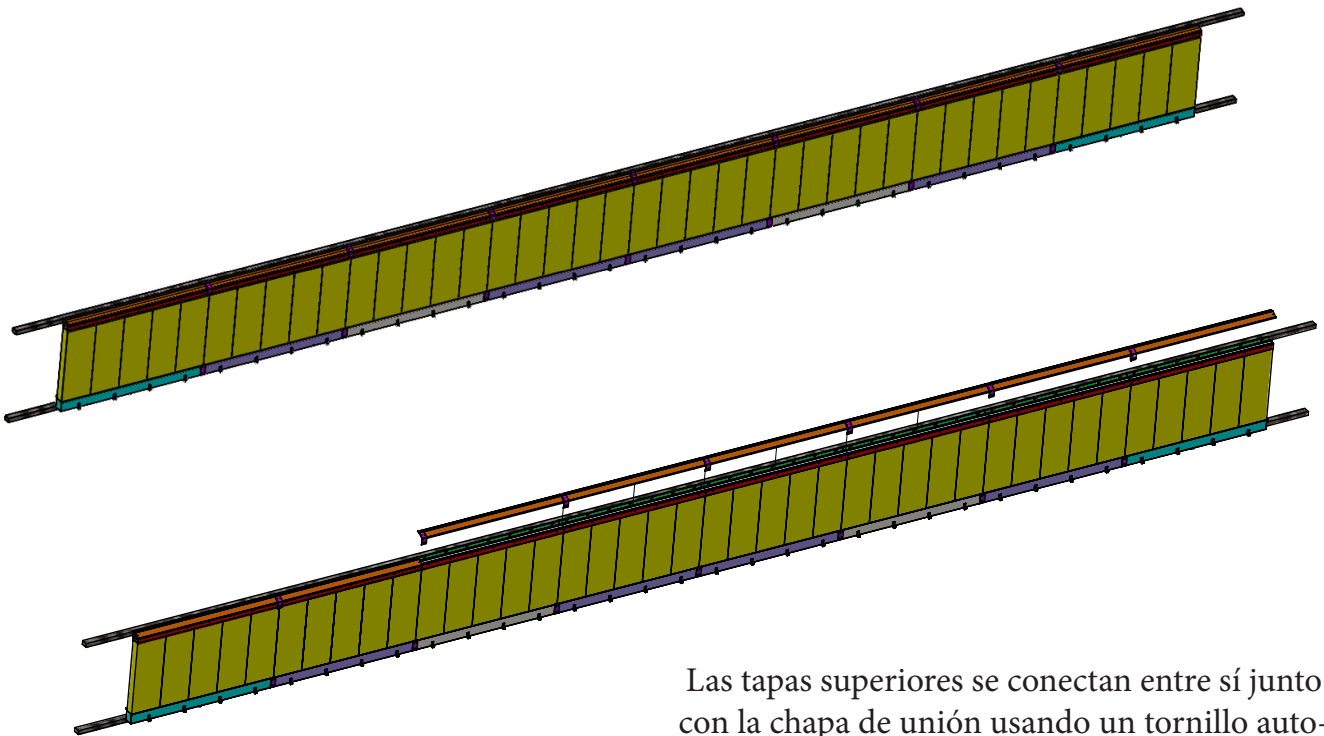 Las tapas superiores se conectan entre sí junto
con la chapa de unión usando un tornillo auto-